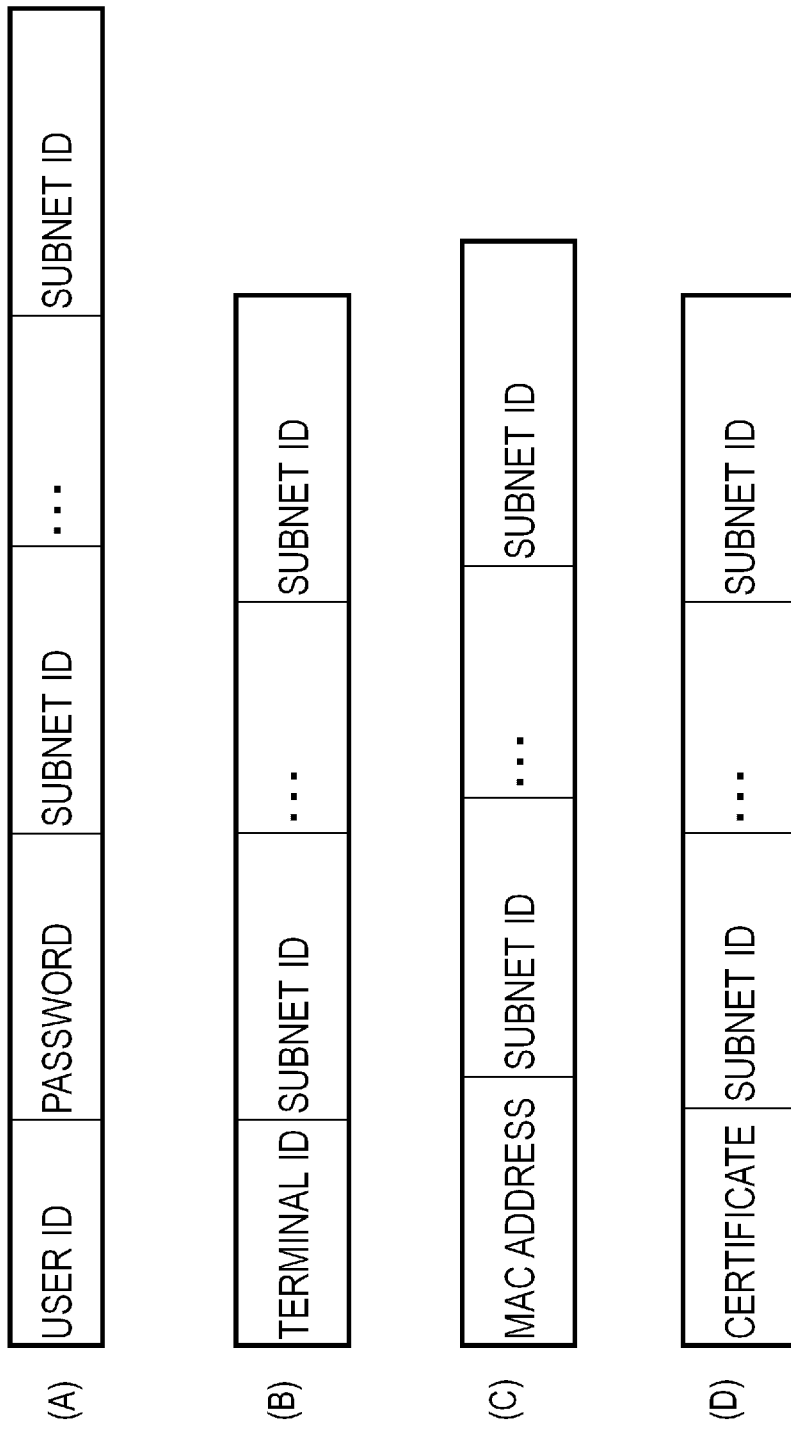 (A) USER ID PASSWORD SUBNET ID ... SUBNET ID
(B) TERMINAL ID SUBNET ID ... SUBNET ID
(C) MAC ADDRESS SUBNET ID ... SUBNET ID
(D) CERTIFICATE SUBNET ID ... SUBNET ID